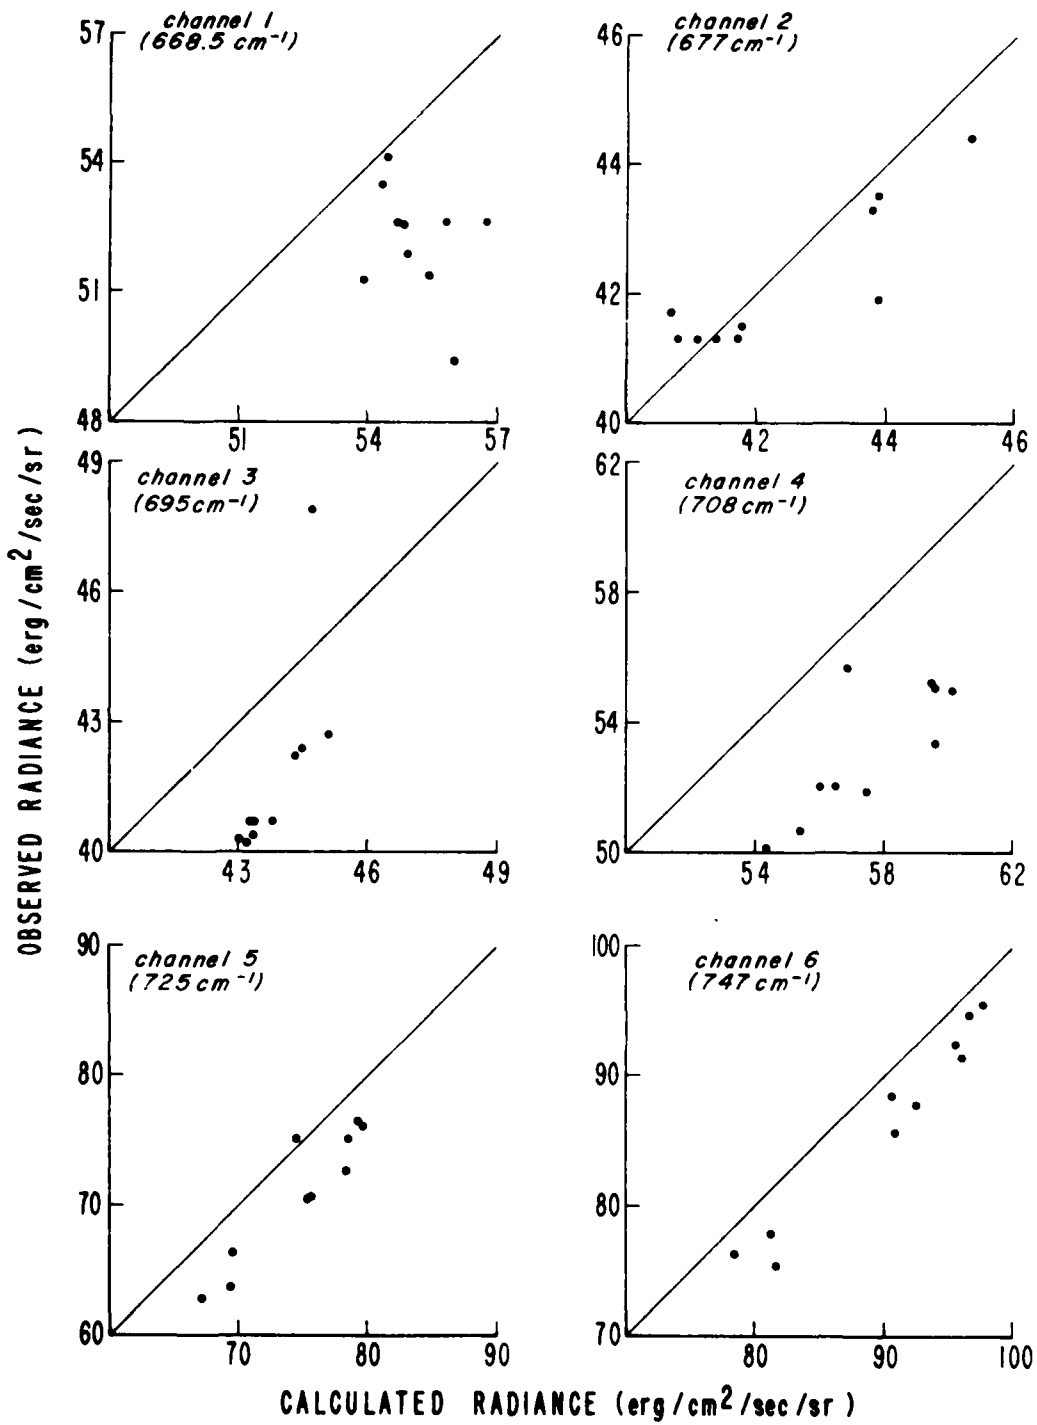 channel 1
(668.5 cm⁻¹)
57
54
51
48
51 54 57
channel 2
(677 cm⁻¹)
46
44
42
40
42 44 46
channel 3
(695 cm⁻¹)
49
46
43
40
43 46 49
channel 4
(708 cm⁻¹)
62
58
54
50
54 58 62
channel 5
(725 cm⁻¹)
90
80
70
60
70 80 90
channel 6
(747 cm⁻¹)
100
90
80
70
80 90 100
OBSERVED RADIANCE (erg/cm²/sec/sr)
CALCULATED RADIANCE (erg/cm²/sec/sr)